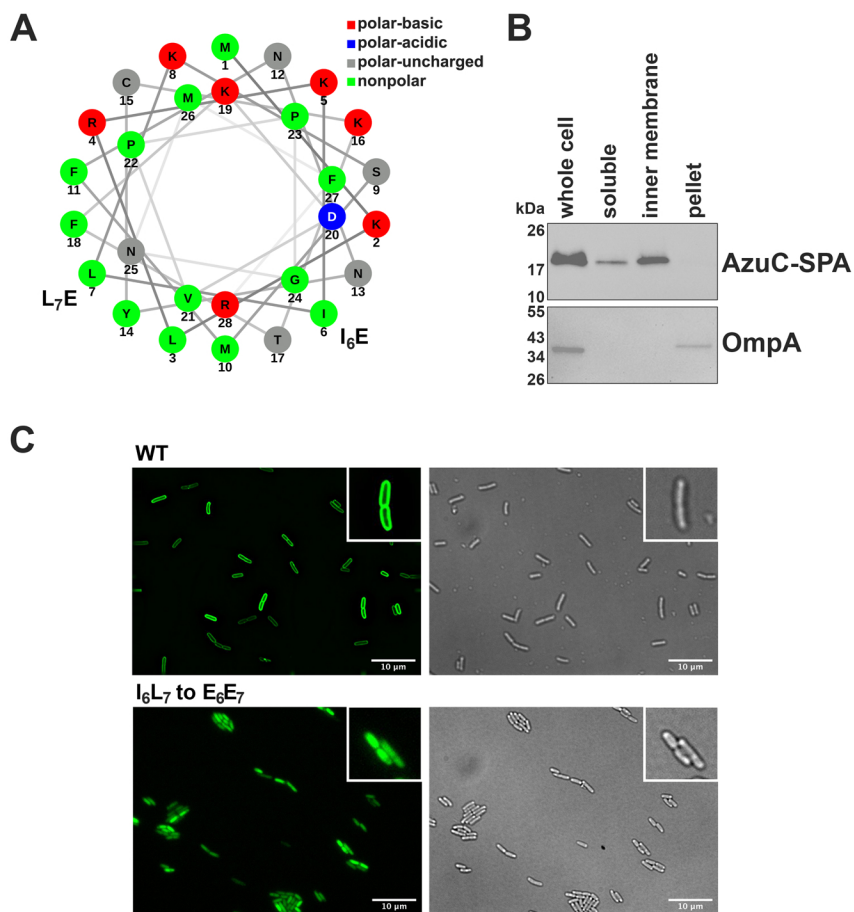 A
polar-basic
polar-acidic
polar-uncharged
nonpolar
M 1
N 12
K 8
K 5
C 15
M 26
K 19
P 23
K 16
R 4
P 22
F 11
F 27
S 9
F 18
D 20
K 2
N 25
L 7
G 24
N 13
L₇E
Y 14
V 21
R 28
I 6
L 3
M 10
T 17
I₆E
B
whole cell
soluble
inner membrane
pellet
kDa
26
17
10
AzuC-SPA
55
43
34
26
OmpA
C
WT
10 µm
10 µm
I₆L₇ to E₆E₇
10 µm
10 µm